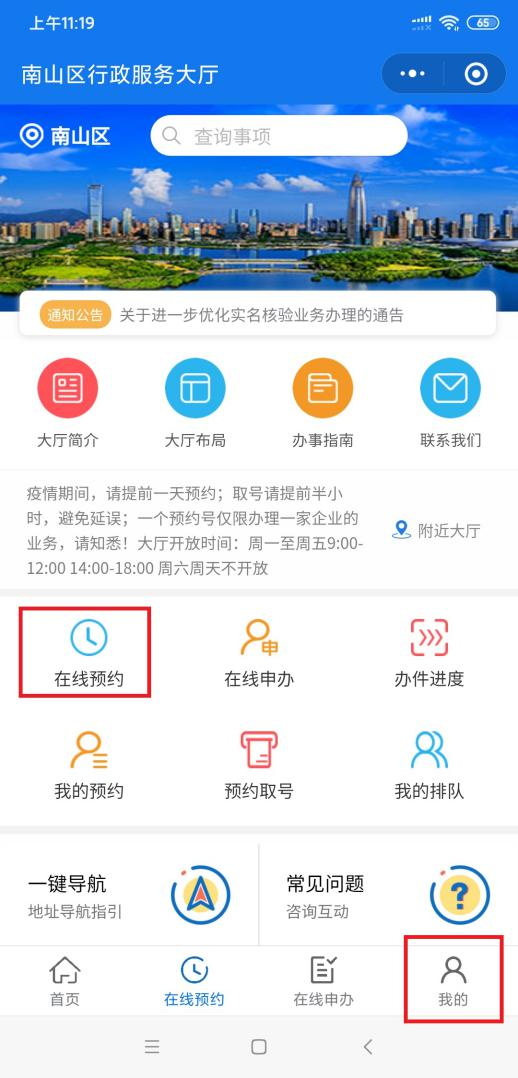 上午11:19
65
南山区行政服务大厅
南山区
查询事项
通知公告 关于进一步优化实名核验业务办理的通告
大厅简介
大厅布局
办事指南
联系我们
疫情期间，请提前一天预约；取号请提前半小
时，避免延误；一个预约号仅限办理一家企业的
业务，请知悉！大厅开放时间：周一至周五9:00-
12:00 14:00-18:00 周六周天不开放
附近大厅
申
在线预约
在线申办
办件进度
我的预约
预约取号
我的排队
一键导航
地址导航指引
常见问题
咨询互动
?
首页
在线预约
在线申办
我的